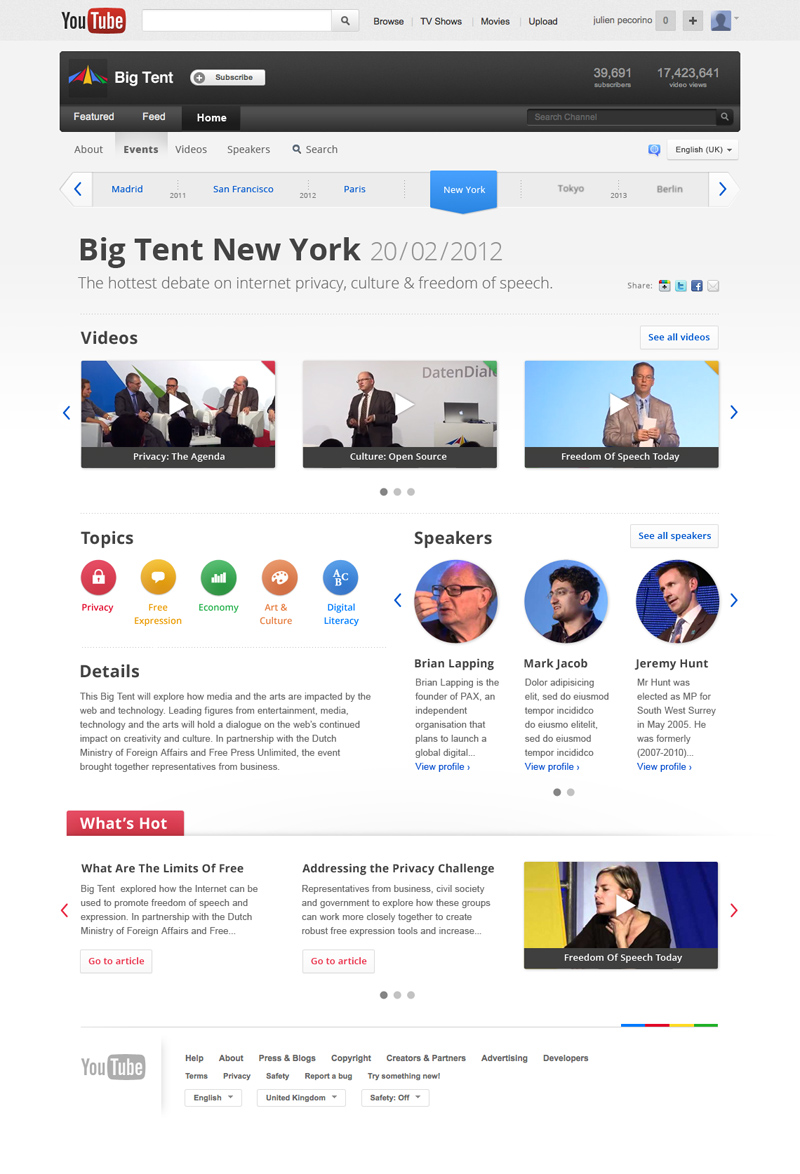 YouTube
Browse
TV Shows
Movies
Upload
julien pecorino
0
+
Big Tent
Subscribe
39,691
subscribers
17,423,641
video views
Featured
Feed
Home
Search Channel
About
Events
Videos
Speakers
Search
English (UK)
Madrid
2011
San Francisco
2012
Paris
New York
Tokyo
2013
Berlin
Big Tent New York 20/02/2012
The hottest debate on internet privacy, culture & freedom of speech.
Share:
Videos
See all videos
DatenDial
Privacy: The Agenda
Culture: Open Source
Freedom Of Speech Today
Topics
Privacy
Free
Expression
Economy
Art &
Culture
A C
B
Digital
Literacy
Speakers
See all speakers
Brian Lapping
Brian Lapping is the
founder of PAX, an
independent
organisation that
plans to launch a
global digital...
View profile ›
Mark Jacob
Dolor adipisicing
elit, sed do eiusmod
tempor incididco
do eiusmo elitelit,
sed do eiusmod
tempor incididco
View profile ›
Jeremy Hunt
Mr Hunt was
elected as MP for
South West Surrey
in May 2005. He
was formerly
(2007-2010)...
View profile ›
Details
This Big Tent will explore how media and the arts are impacted by the
web and technology. Leading figures from entertainment, media,
technology and the arts will hold a dialogue on the web's continued
impact on creativity and culture. In partnership with the Dutch
Ministry of Foreign Affairs and Free Press Unlimited, the event
brought together representatives from business.
What's Hot
What Are The Limits Of Free
Big Tent explored how the Internet can be
used to promote freedom of speech and
expression. In partnership with the Dutch
Ministry of Foreign Affairs and Free...
Go to article
Addressing the Privacy Challenge
Representatives from business, civil society
and government to explore how these groups
can work more closely together to create
robust free expression tools and increase...
Go to article
Freedom Of Speech Today
YouTube
Help
About
Press & Blogs
Copyright
Creators & Partners
Advertising
Developers
Terms
Privacy
Safety
Report a bug
Try something new!
English
United Kingdom
Safety: Off